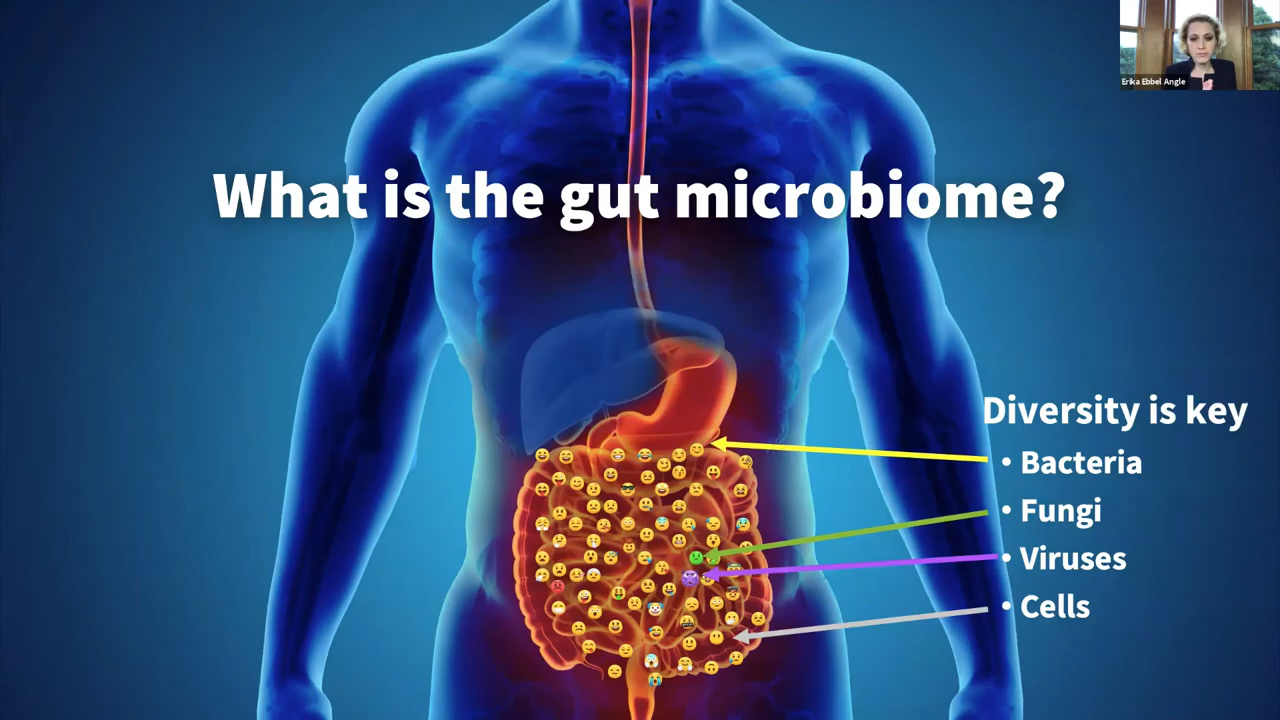 Erika Ebbel Angle
What is the gut microbiome?
Diversity is key
• Bacteria
• Fungi
• Viruses
• Cells